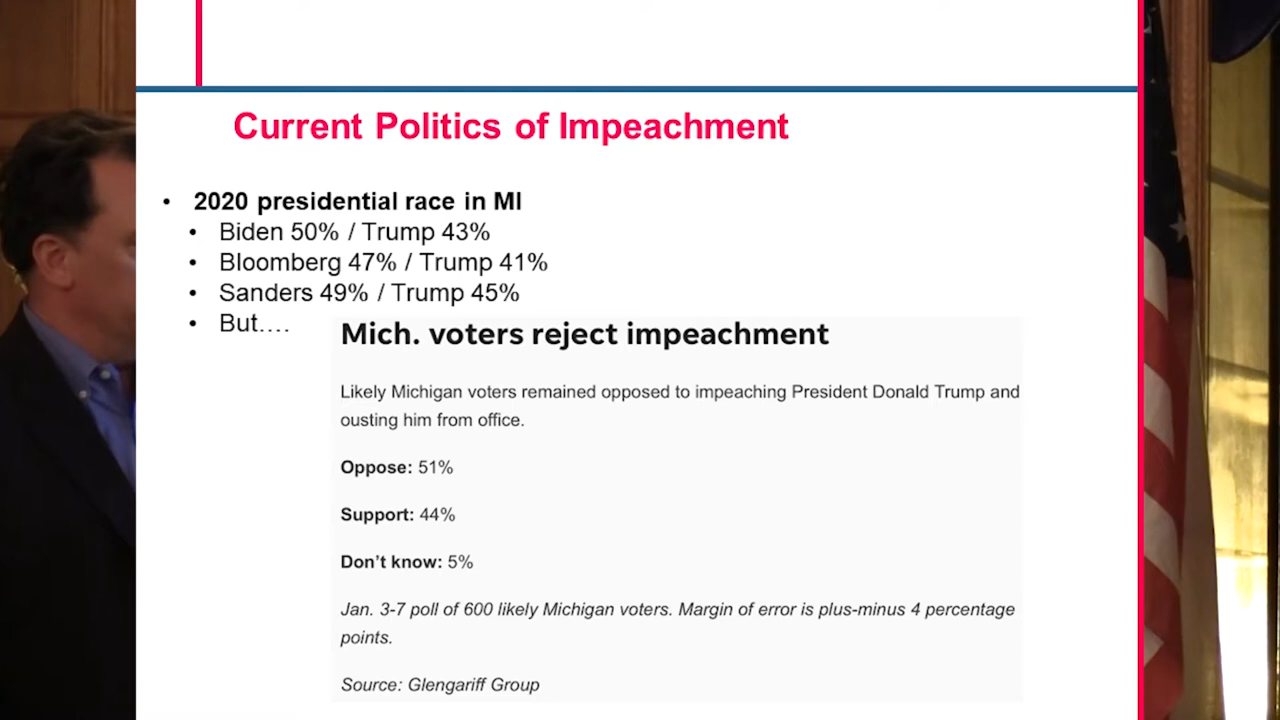 Current Politics of Impeachment
• 2020 presidential race in MI
• Biden 50% / Trump 43%
• Bloomberg 47% / Trump 41%
• Sanders 49% / Trump 45%
• But....
Mich. voters reject impeachment
Likely Michigan voters remained opposed to impeaching President Donald Trump and
ousting him from office.
Oppose: 51%
Support: 44%
Don’t know: 5%
Jan. 3-7 poll of 600 likely Michigan voters. Margin of error is plus-minus 4 percentage
points.
Source: Glengariff Group